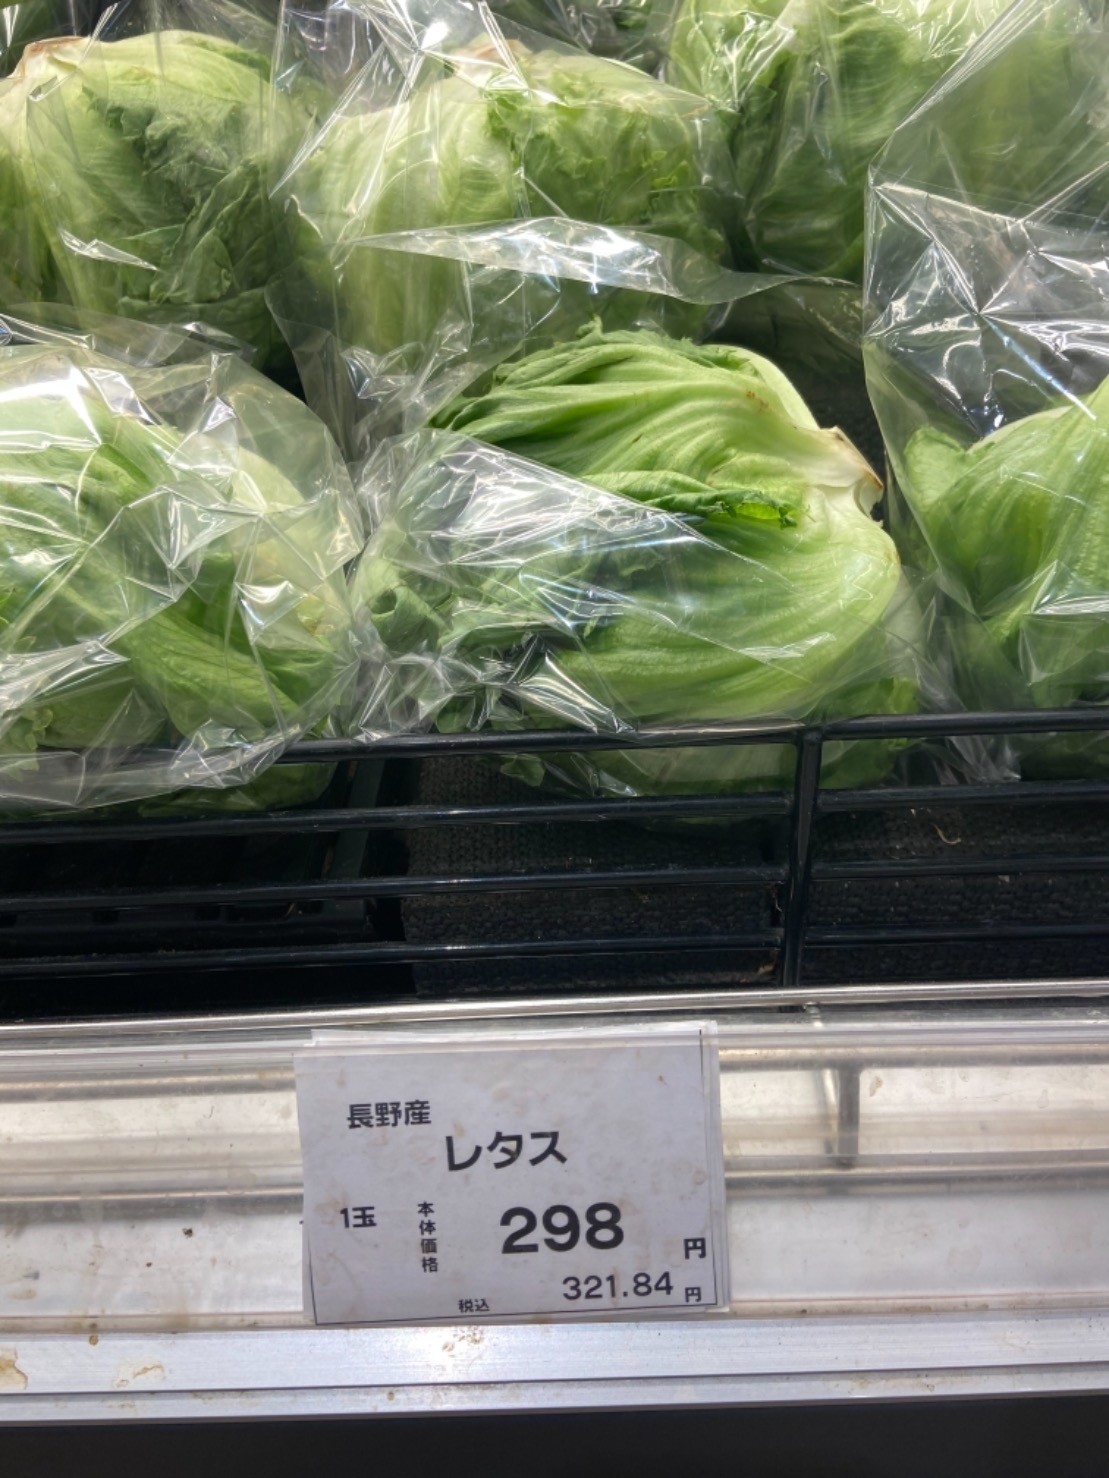 長野産
レタス
1玉 本体価格 298 円
税込 321.84 円